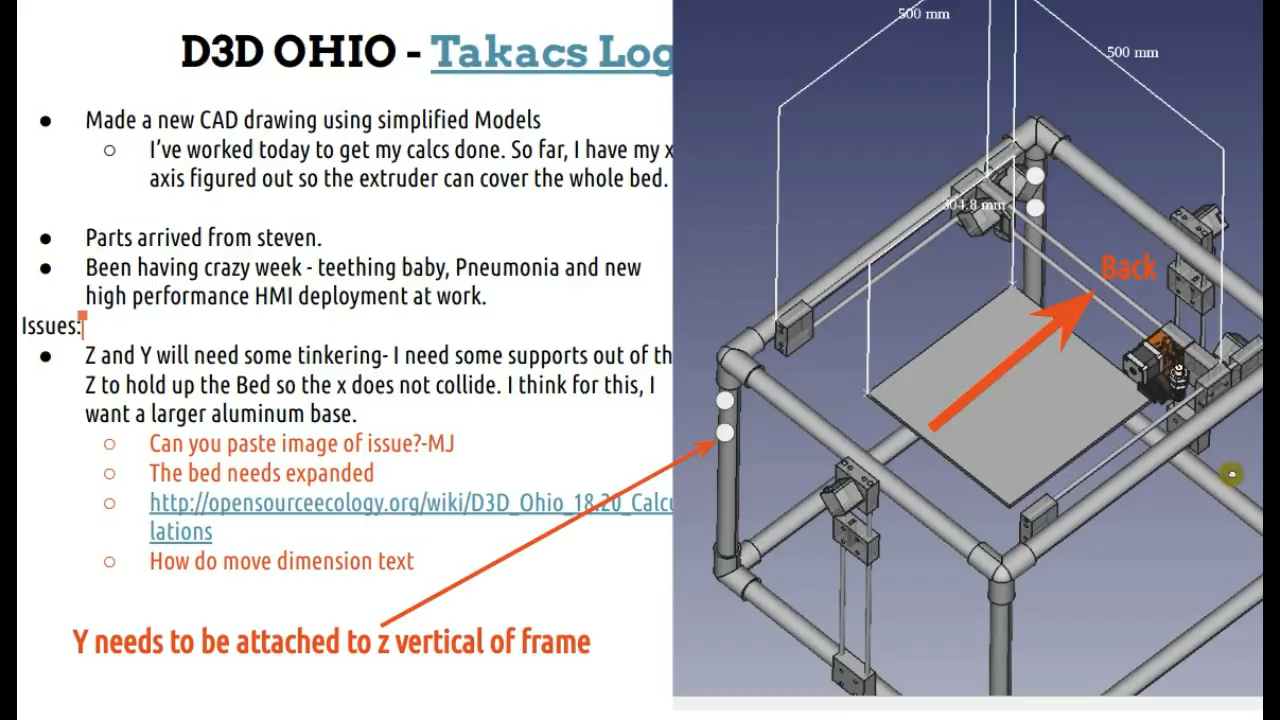 D3D OHIO - Takacs Log
Made a new CAD drawing using simplified Models
I've worked today to get my calcs done. So far, I have my x
axis figured out so the extruder can cover the whole bed.
Parts arrived from steven.
Been having crazy week - teething baby, Pneumonia and new
high performance HMI deployment at work.
Issues:
Z and Y will need some tinkering- I need some supports out of th
Z to hold up the Bed so the x does not collide. I think for this, I
want a larger aluminum base.
Can you paste image of issue?-MJ
The bed needs expanded
http://opensourceecology.org/wiki/D3D_Ohio_18.20_Calcu
lations
How do move dimension text
Y needs to be attached to z vertical of frame
500 mm
500 mm
304.8 mm
Back